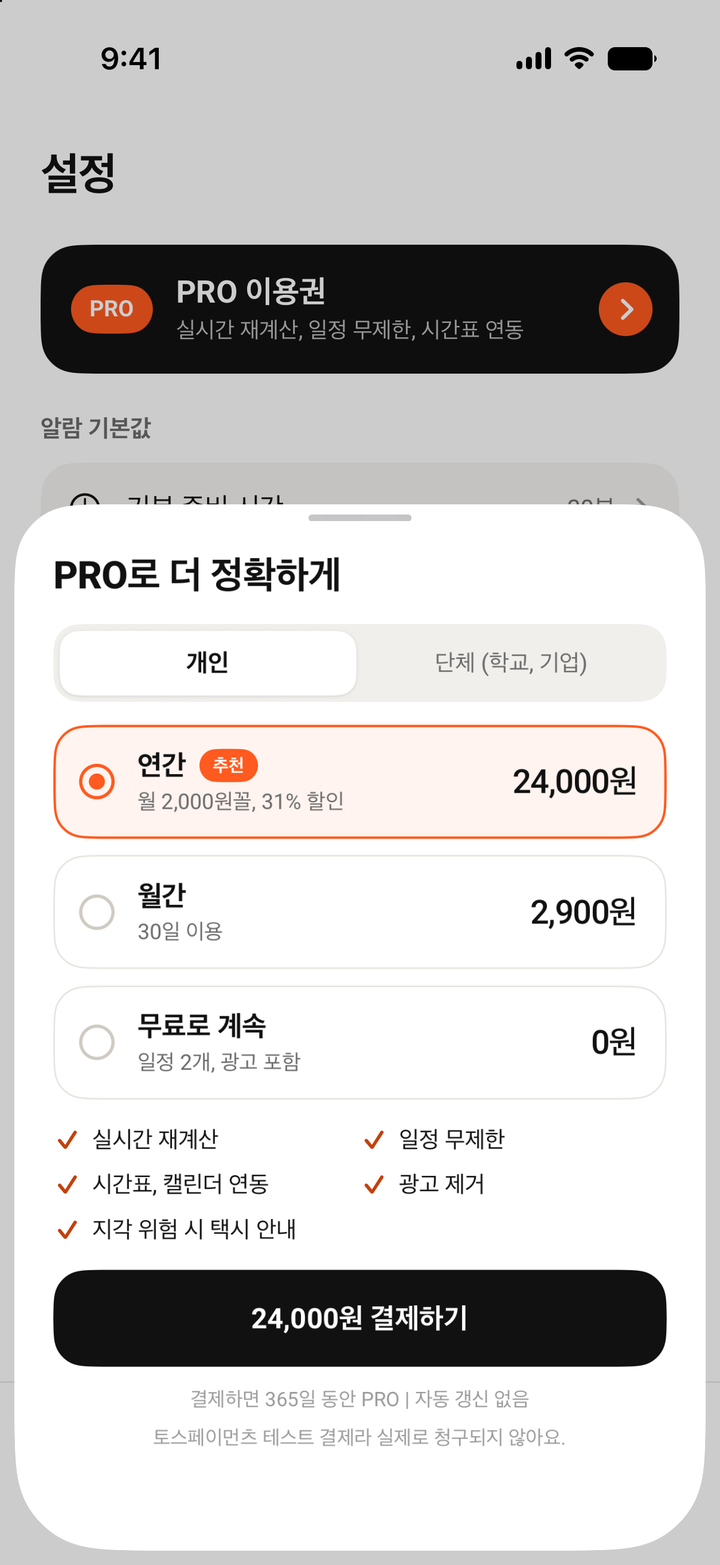 9:41
설정
PRO
PRO 이용권
실시간 재계산, 일정 무제한, 시간표 연동
알람 기본값
PRO로 더 정확하게
개인
단체 (학교, 기업)
연간 추천
월 2,000원꼴, 31% 할인
24,000원
월간
30일 이용
2,900원
무료로 계속
일정 2개, 광고 포함
0원
실시간 재계산
일정 무제한
시간표, 캘린더 연동
광고 제거
지각 위험 시 택시 안내
24,000원 결제하기
결제하면 365일 동안 PRO | 자동 갱신 없음
토스페이먼츠 테스트 결제라 실제로 청구되지 않아요.